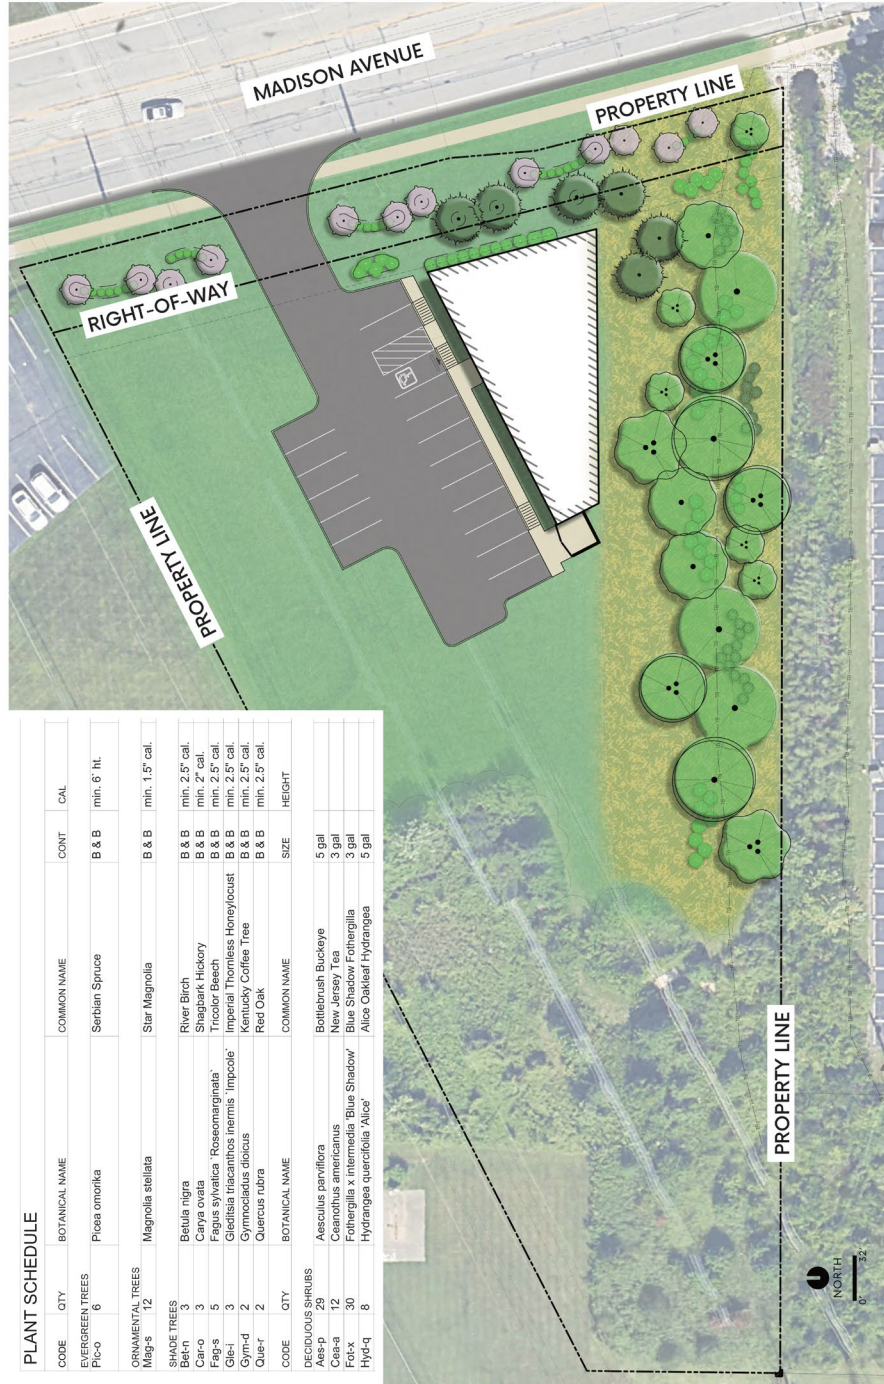 MADISON AVENUE
PROPERTY LINE
RIGHT-OF-WAY
PROPERTY LINE
PROPERTY LINE
NORTH
0' 32'
PLANT SCHEDULE
CODE QTY BOTANICAL NAME COMMON NAME CONT CAL
EVERGREEN TREES
Pic-o 6 Picea omorika Serbian Spruce B & B min. 6` ht.
ORNAMENTAL TREES
Mag-s 12 Magnolia stellata Star Magnolia B & B min. 1.5" cal.
SHADE TREES
Bet-n 3 Betula nigra River Birch B & B min. 2.5" cal.
Car-o 3 Carya ovata Shagbark Hickory B & B min. 2" cal.
Fag-s 5 Fagus sylvatica `Roseomarginata` Tricolor Beech B & B min. 2.5" cal.
Gle-i 3 Gleditsia triacanthos inermis `Impcole` Imperial Thornless Honeylocust B & B min. 2.5" cal.
Gym-d 2 Gymnocladus dioicus Kentucky Coffee Tree B & B min. 2.5" cal.
Que-r 2 Quercus rubra Red Oak B & B min. 2.5" cal.
CODE QTY BOTANICAL NAME COMMON NAME SIZE HEIGHT
DECIDUOUS SHRUBS
Aes-p 29 Aesculus parviflora Bottlebrush Buckeye 5 gal
Cea-a 12 Ceanothus americanus New Jersey Tea 3 gal
Fot-x 30 Fothergilla x intermedia 'Blue Shadow' Blue Shadow Fothergilla 3 gal
Hyd-q 8 Hydrangea quercifolia 'Alice' Alice Oakleaf Hydrangea 5 gal